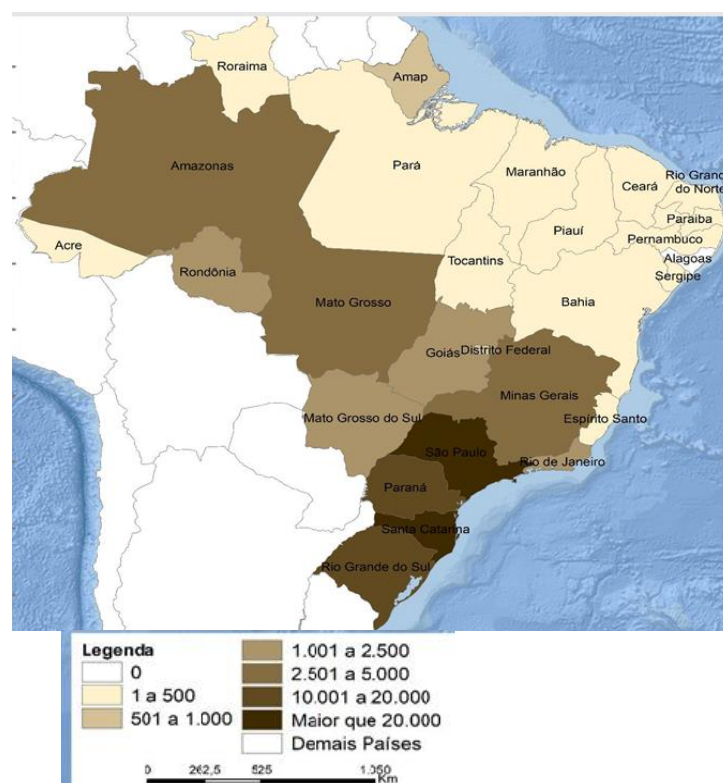 Roraima
Amap
Amazonas
Pará
Maranhão
Ceará
Rio Grande
do Norte
Paraiba
Piauí
Pernambuco
Acre
Alagoas
Sergipe
Rondônia
Tocantins
Bahia
Mato Grosso
Goiás
Distrito Federal
Minas Gerais
Mato Grosso do Sul
Espírito Santo
São Paulo
Rio de Janeiro
Paraná
Santa Catarina
Rio Grande do Sul
Legenda
0
1 a 500
501 a 1.000
1.001 a 2.500
2.501 a 5.000
10.001 a 20.000
Maior que 20.000
Demais Países
0 262,5 525 1.050
Km